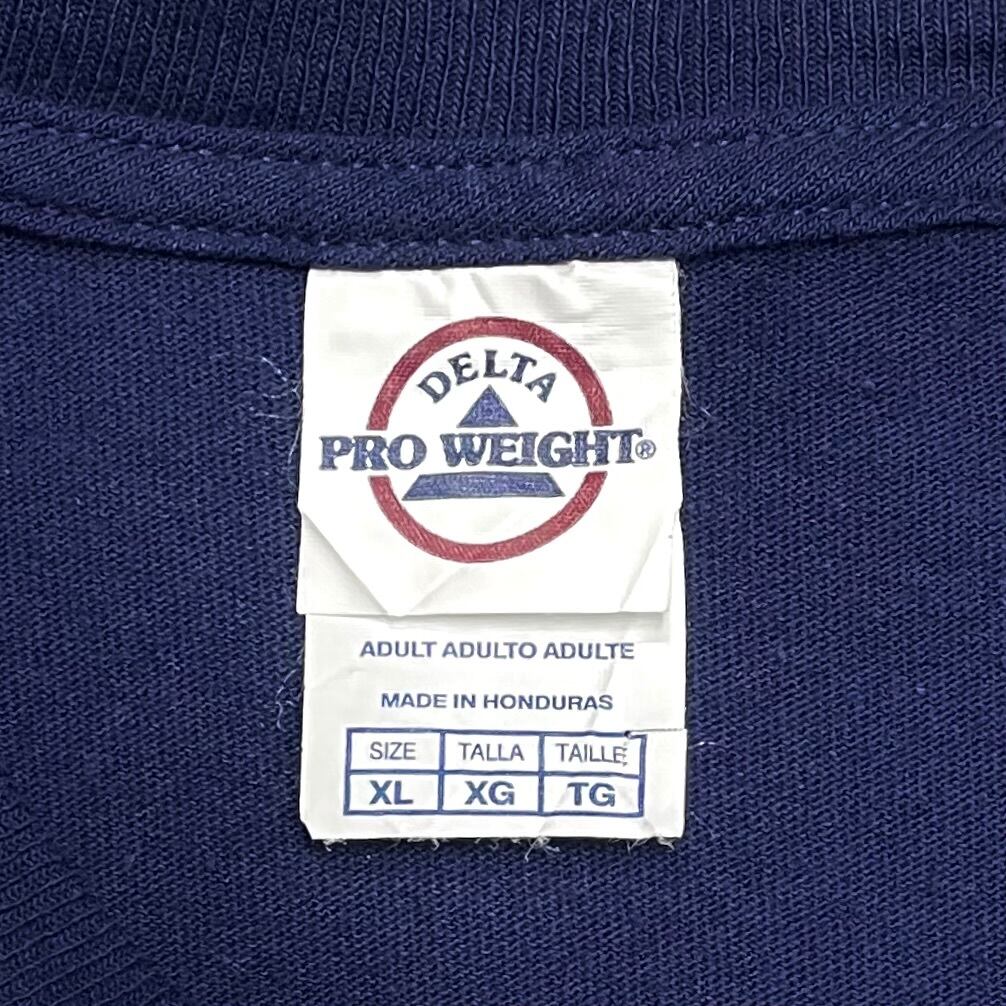 DELTA
PRO WEIGHT®
ADULT ADULTO ADULTE
MADE IN HONDURAS
SIZE TALLA TAILLE
XL XG TG